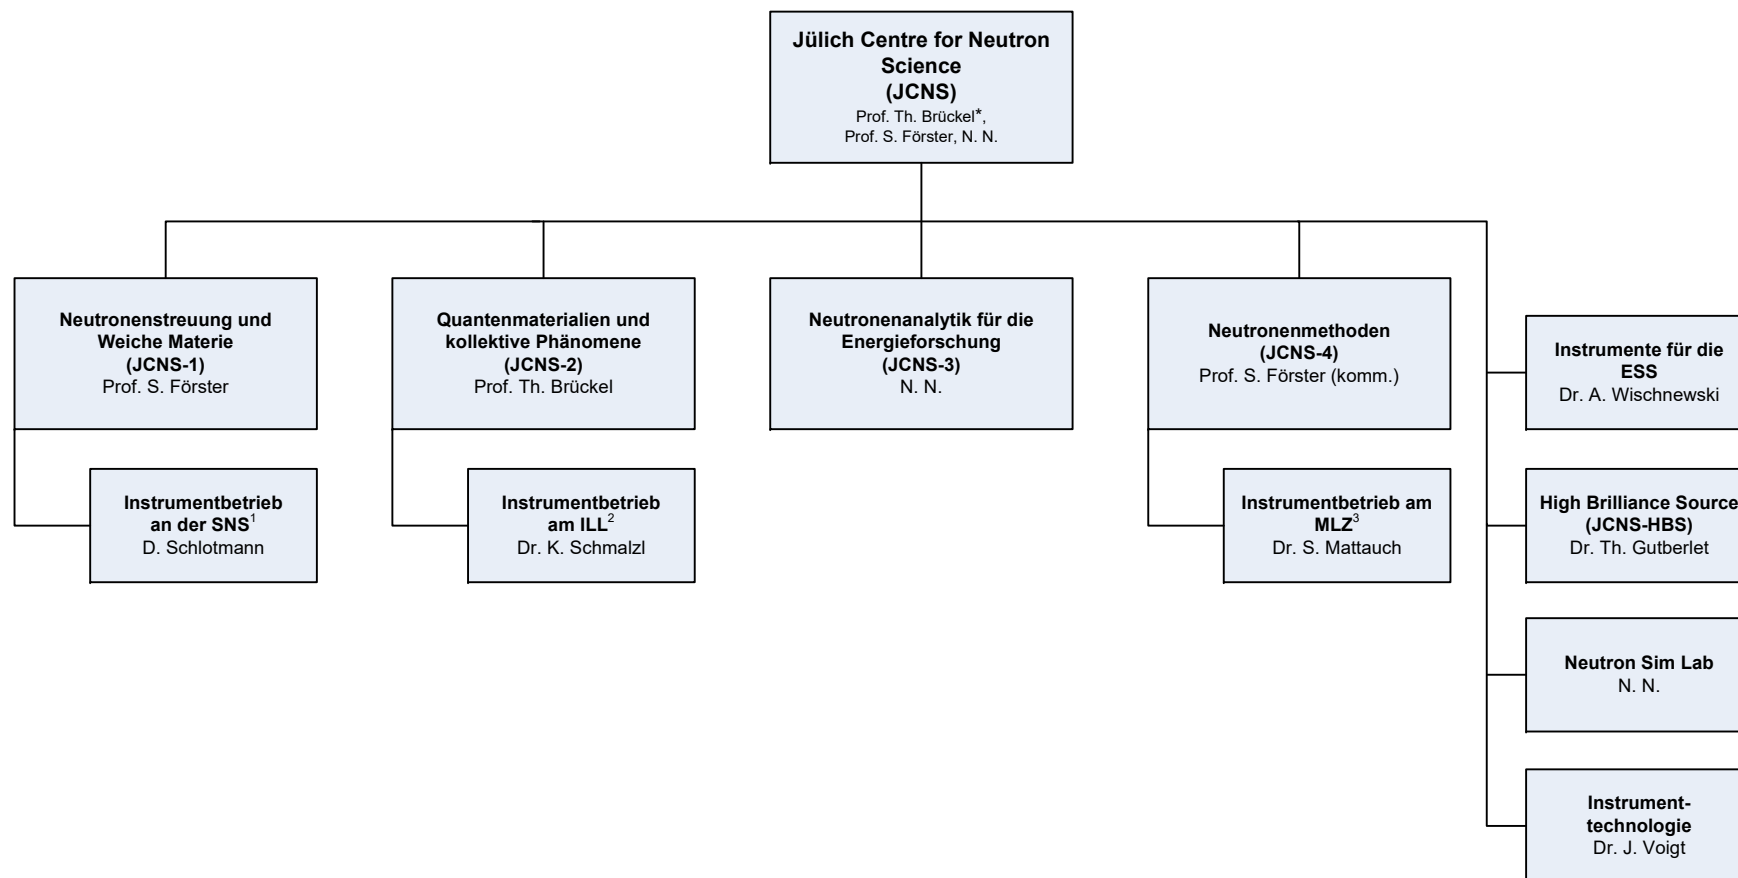 Jülich Centre for Neutron
Science
(JCNS)
Prof. Th. Brückel*,
Prof. S. Förster, N. N.
Neutronenstreuung und
Weiche Materie
(JCNS-1)
Prof. S. Förster
Quantenmaterialien und
kollektive Phänomene
(JCNS-2)
Prof. Th. Brückel
Neutronenanalytik für die
Energieforschung
(JCNS-3)
N. N.
Neutronenmethoden
(JCNS-4)
Prof. S. Förster (komm.)
Instrumente für die
ESS
Dr. A. Wischnewski
Instrumentbetrieb
an der SNS¹
D. Schlotmann
Instrumentbetrieb
am ILL²
Dr. K. Schmalzl
Instrumentbetrieb am
MLZ³
Dr. S. Mattauch
High Brilliance Source
(JCNS-HBS)
Dr. Th. Gutberlet
Neutron Sim Lab
N. N.
Instrument-
technologie
Dr. J. Voigt